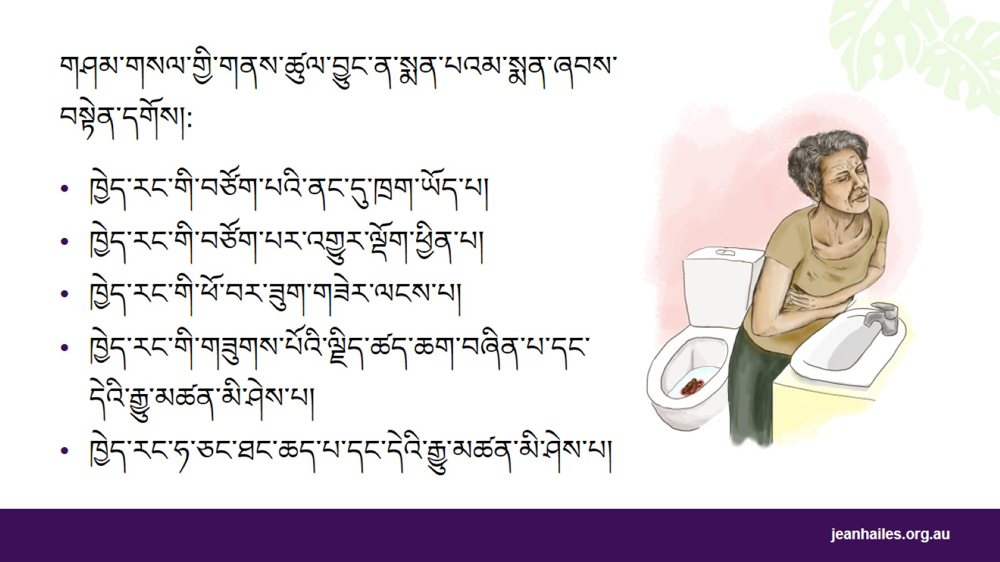 གཤམ་གསལ་གྱི་གནས་ཚུལ་བྱུང་ན་སྨན་པའམ་སྨན་ཞབས་
བསྟེན་དགོས།:
• ཁྱེད་རང་གི་བཙོག་པའི་ནང་དུ་ཁྲག་ཡོད་པ།
• ཁྱེད་རང་གི་བཙོག་པར་འགྱུར་ལྡོག་ཕྱིན་པ།
• ཁྱེད་རང་གི་ཕོ་བར་ཟུག་གཟེར་ལངས་པ།
• ཁྱེད་རང་གི་གཟུགས་པོའི་ལྗིད་ཚད་ཆག་བཞིན་པ་དང་
དེའི་རྒྱུ་མཚན་མི་ཤེས་པ།
• ཁྱེད་རང་ཧ་ཅང་ཐང་ཆད་པ་དང་དེའི་རྒྱུ་མཚན་མི་ཤེས་པ།
jeanhailes.org.au